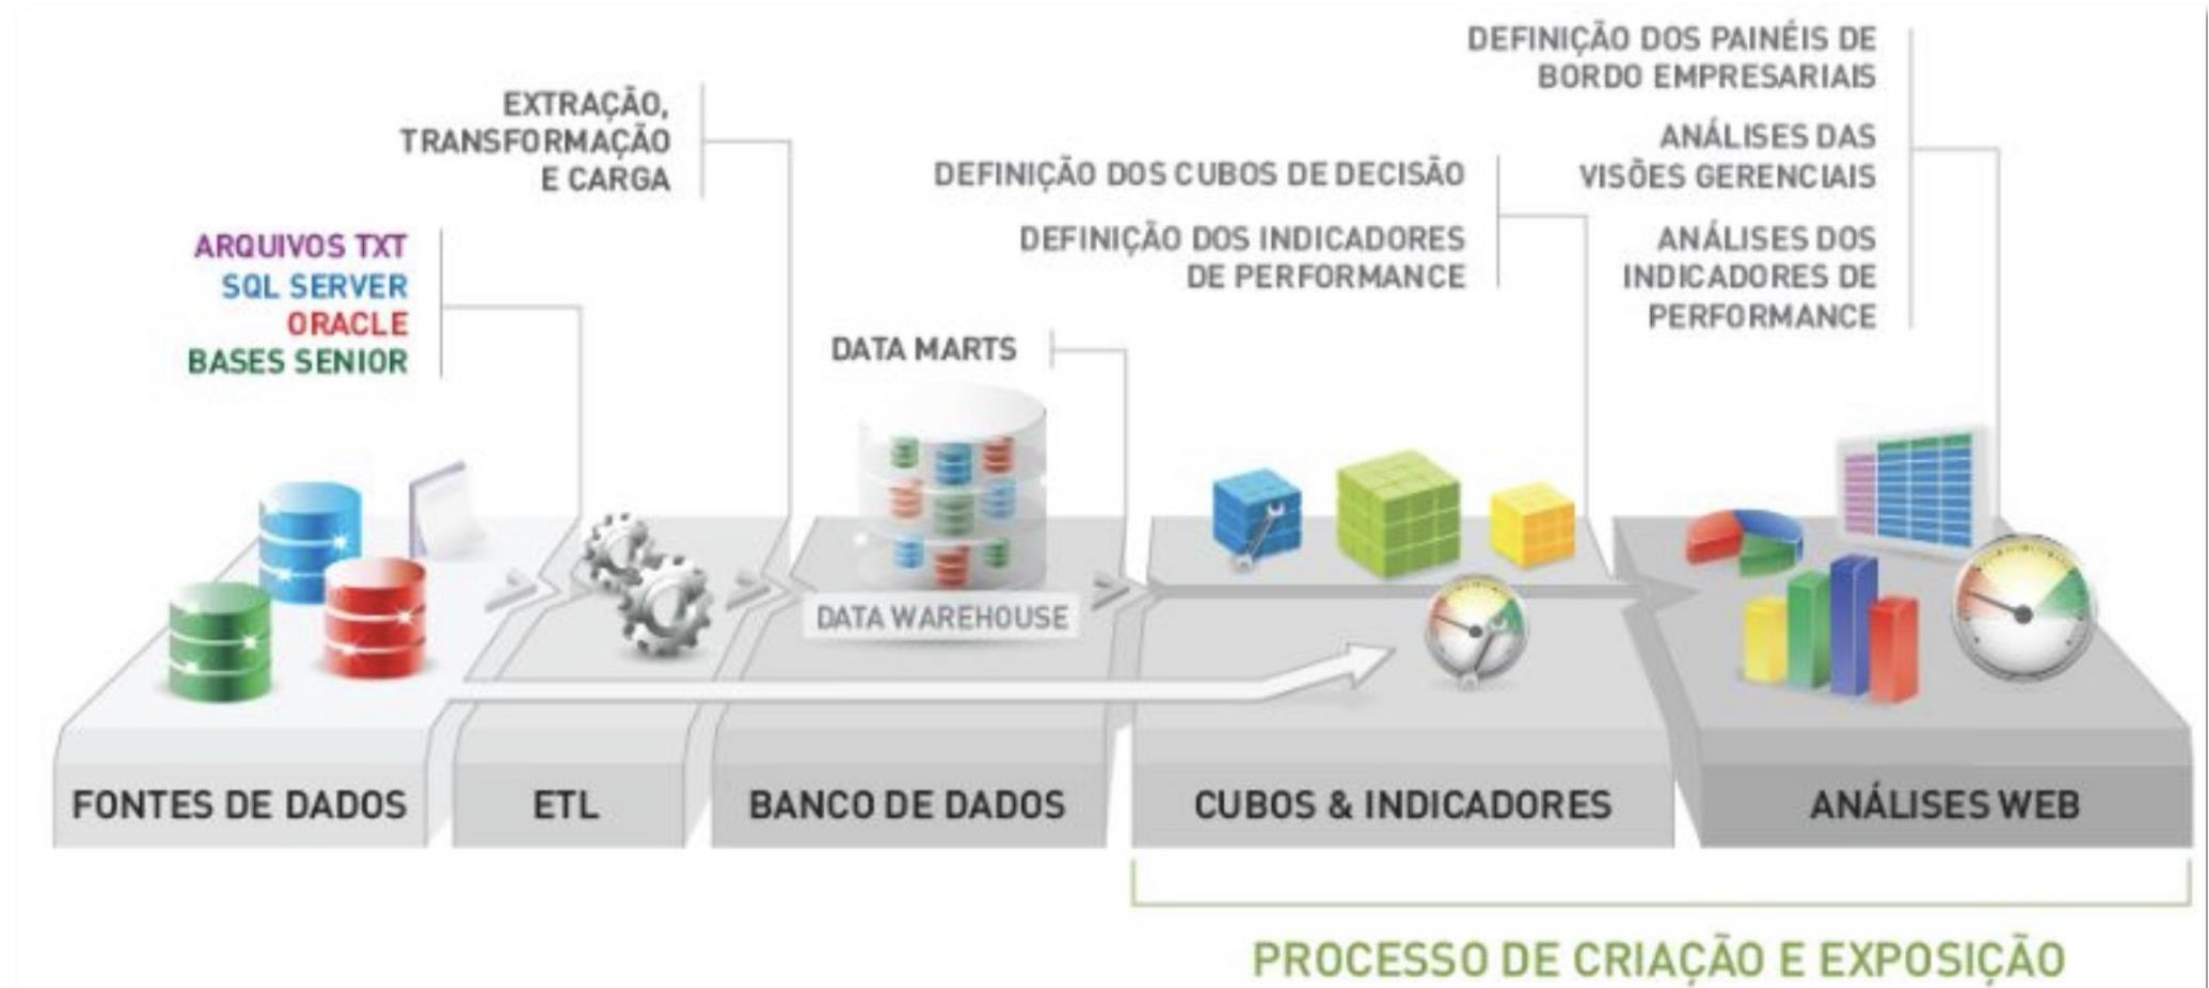 ARQUIVOS TXT
SQL SERVER
ORACLE
BASES SENIOR
EXTRAÇÃO,
TRANSFORMAÇÃO
E CARGA
DATA MARTS
DATA WAREHOUSE
DEFINIÇÃO DOS CUBOS DE DECISÃO
DEFINIÇÃO DOS INDICADORES
DE PERFORMANCE
DEFINIÇÃO DOS PAINÉIS DE
BORDO EMPRESARIAIS
ANÁLISES DAS
VISÕES GERENCIAIS
ANÁLISES DOS
INDICADORES DE
PERFORMANCE
FONTES DE DADOS
ETL
BANCO DE DADOS
CUBOS & INDICADORES
ANÁLISES WEB
PROCESSO DE CRIAÇÃO E EXPOSIÇÃO